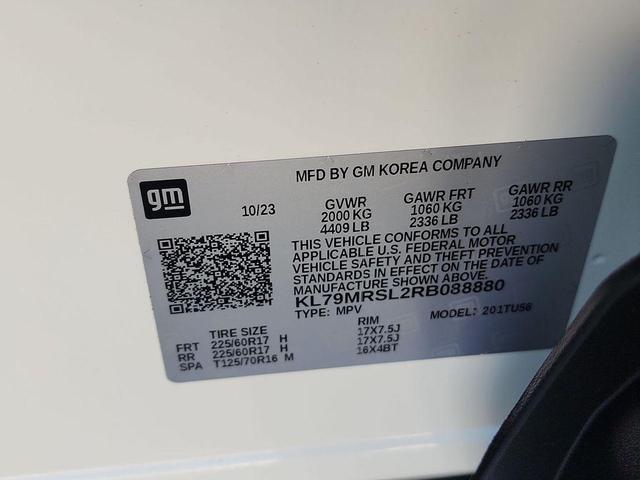 gm
MFD BY GM KOREA COMPANY
10/23 GVWR GAWR FRT GAWR RR
2000 KG 1060 KG 1060 KG
4409 LB 2336 LB 2336 LB
THIS VEHICLE CONFORMS TO ALL
APPLICABLE U.S. FEDERAL MOTOR
VEHICLE SAFETY AND THEFT PREVENTION
STANDARDS IN EFFECT ON THE DATE OF
MANUFACTURE SHOWN ABOVE.
KL79MRSL2RB088880
TYPE: MPV MODEL: 201TU56
TIRE SIZE RIM
FRT 225/60R17 H 17X7.5J
RR 225/60R17 H 17X7.5J
SPA T125/70R16 M 16X4BT